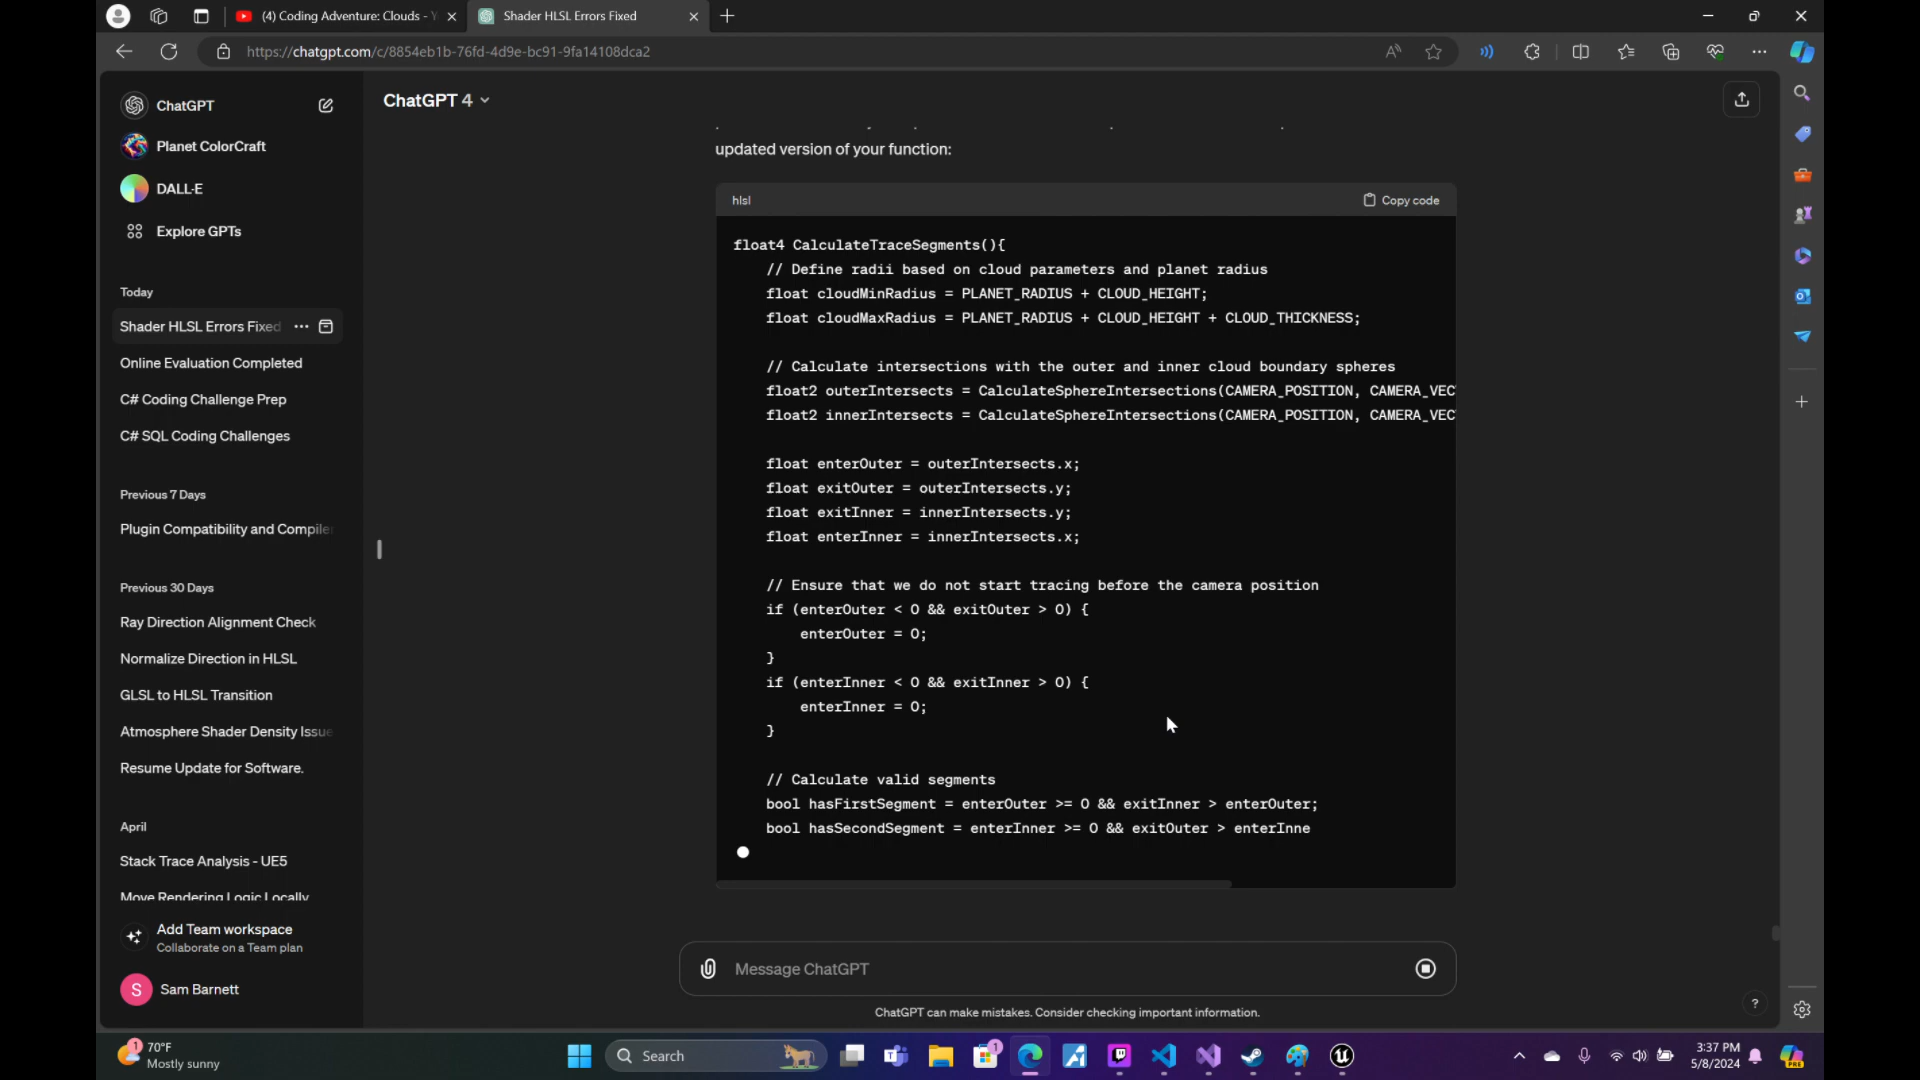 (4) Coding Adventure: Clouds - Y
Shader HLSL Errors Fixed
https://chatgpt.com/c/8854eb1b-76fd-4d9e-bc91-9fa14108dca2
ChatGPT
Planet ColorCraft
DALL·E
Explore GPTs
Today
Shader HLSL Errors Fixed
Online Evaluation Completed
C# Coding Challenge Prep
C# SQL Coding Challenges
Previous 7 Days
Plugin Compatibility and Compile
Previous 30 Days
Ray Direction Alignment Check
Normalize Direction in HLSL
GLSL to HLSL Transition
Atmosphere Shader Density Issue
Resume Update for Software.
April
Stack Trace Analysis - UE5
Move Rendering Logic Locally
Add Team workspace
Collaborate on a Team plan
S
Sam Barnett
ChatGPT 4
updated version of your function:
hlsl
Copy code
float4 CalculateTraceSegments(){
// Define radii based on cloud parameters and planet radius
float cloudMinRadius = PLANET_RADIUS + CLOUD_HEIGHT;
float cloudMaxRadius = PLANET_RADIUS + CLOUD_HEIGHT + CLOUD_THICKNESS;
// Calculate intersections with the outer and inner cloud boundary spheres
float2 outerIntersects = CalculateSphereIntersections(CAMERA_POSITION, CAMERA_VEC
float2 innerIntersects = CalculateSphereIntersections(CAMERA_POSITION, CAMERA_VEC
float enterOuter = outerIntersects.x;
float exitOuter = outerIntersects.y;
float exitInner = innerIntersects.y;
float enterInner = innerIntersects.x;
// Ensure that we do not start tracing before the camera position
if (enterOuter < 0 && exitOuter > 0) {
enterOuter = 0;
}
if (enterInner < 0 && exitInner > 0) {
enterInner = 0;
}
// Calculate valid segments
bool hasFirstSegment = enterOuter >= 0 && exitInner > enterOuter;
bool hasSecondSegment = enterInner >= 0 && exitOuter > enterInne
Message ChatGPT
ChatGPT can make mistakes. Consider checking important information.
?
1
70°F
Mostly sunny
Search
1
3:37 PM
5/8/2024
PRE